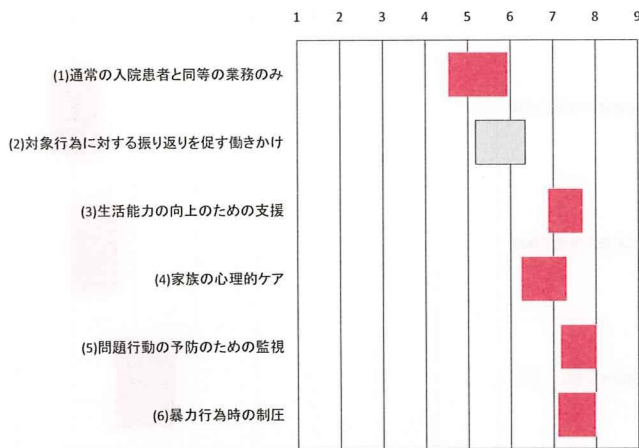 1 2 3 4 5 6 7 8 9
(1)通常の入院患者と同等の業務のみ
(2)対象行為に対する振り返りを促す働きかけ
(3)生活能力の向上のための支援
(4)家族の心理的ケア
(5)問題行動の予防のための監視
(6)暴力行為時の制圧